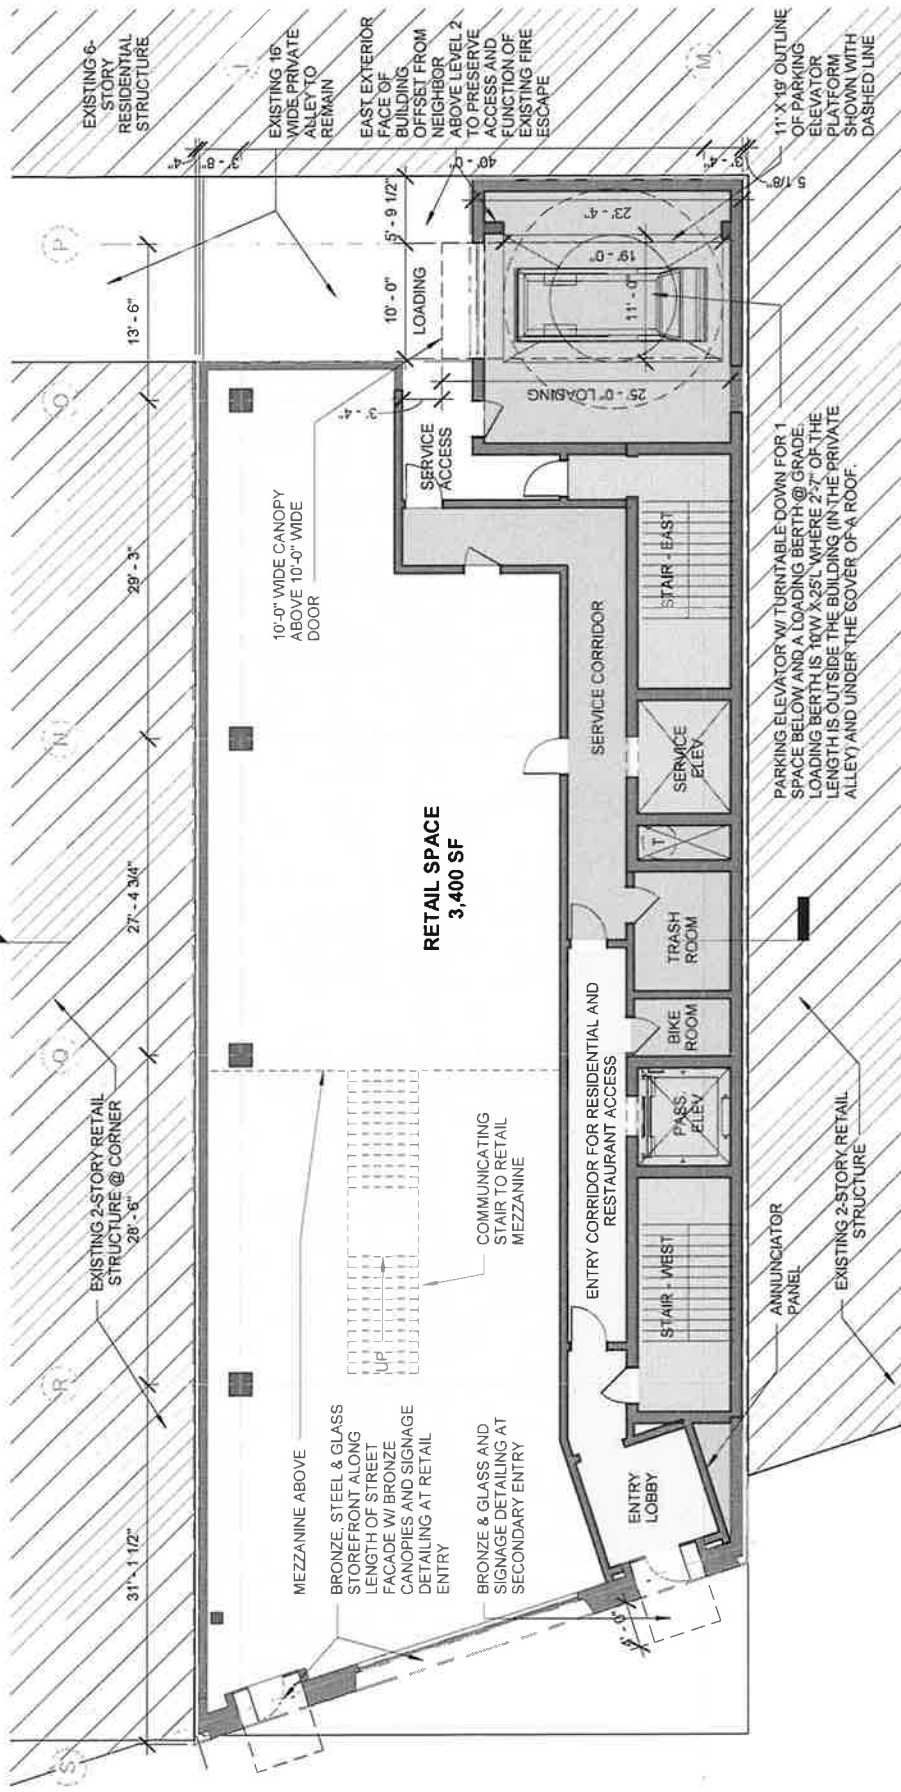 EXISTING 6-
STORY
RESIDENTIAL
STRUCTURE
EXISTING 16'
WIDE PRIVATE
ALLEY TO
REMAIN
EAST EXTERIOR
FACE OF
BUILDING
OFFSET FROM
NEIGHBOR
ABOVE LEVEL 2
TO PRESERVE
ACCESS AND
FUNCTION OF
EXISTING FIRE
ESCAPE
M
11' X 19' OUTLINE
OF PARKING
ELEVATOR
PLATFORM
SHOWN WITH
DASHED LINE
3' - 8"
40' - 0"
3' - 4"
5 1/8"
P
13' - 6"
5' - 9 1/2"
10' - 0"
LOADING
23' - 4"
19' - 0"
11' - 0"
25' - 0" LOADING
3' - 4"
SERVICE
ACCESS
10'-0" WIDE CANOPY
ABOVE 10'-0" WIDE
DOOR
29' - 3"
N
27' - 4 3/4"
EXISTING 2-STORY RETAIL
STRUCTURE @ CORNER
28' - 6"
R
31' - 1 1/2"
S
RETAIL SPACE
3,400 SF
SERVICE CORRIDOR
STAIR - EAST
SERVICE
ELEV
T
TRASH
ROOM
BIKE
ROOM
PASS.
ELEV
STAIR - WEST
ENTRY CORRIDOR FOR RESIDENTIAL AND
RESTAURANT ACCESS
ENTRY
LOBBY
UP
COMMUNICATING
STAIR TO RETAIL
MEZZANINE
MEZZANINE ABOVE
BRONZE, STEEL & GLASS
STOREFRONT ALONG
LENGTH OF STREET
FACADE W/ BRONZE
CANOPIES AND SIGNAGE
DETAILING AT RETAIL
ENTRY
BRONZE & GLASS AND
SIGNAGE DETAILING AT
SECONDARY ENTRY
PARKING ELEVATOR W/ TURNTABLE DOWN FOR 1
SPACE BELOW AND A LOADING BERTH @ GRADE.
LOADING BERTH IS 10'W X 25'L WHERE 2'-7" OF THE
LENGTH IS OUTSIDE THE BUILDING (IN THE PRIVATE
ALLEY) AND UNDER THE COVER OF A ROOF.
ANNUNCIATOR
PANEL
EXISTING 2-STORY RETAIL
STRUCTURE